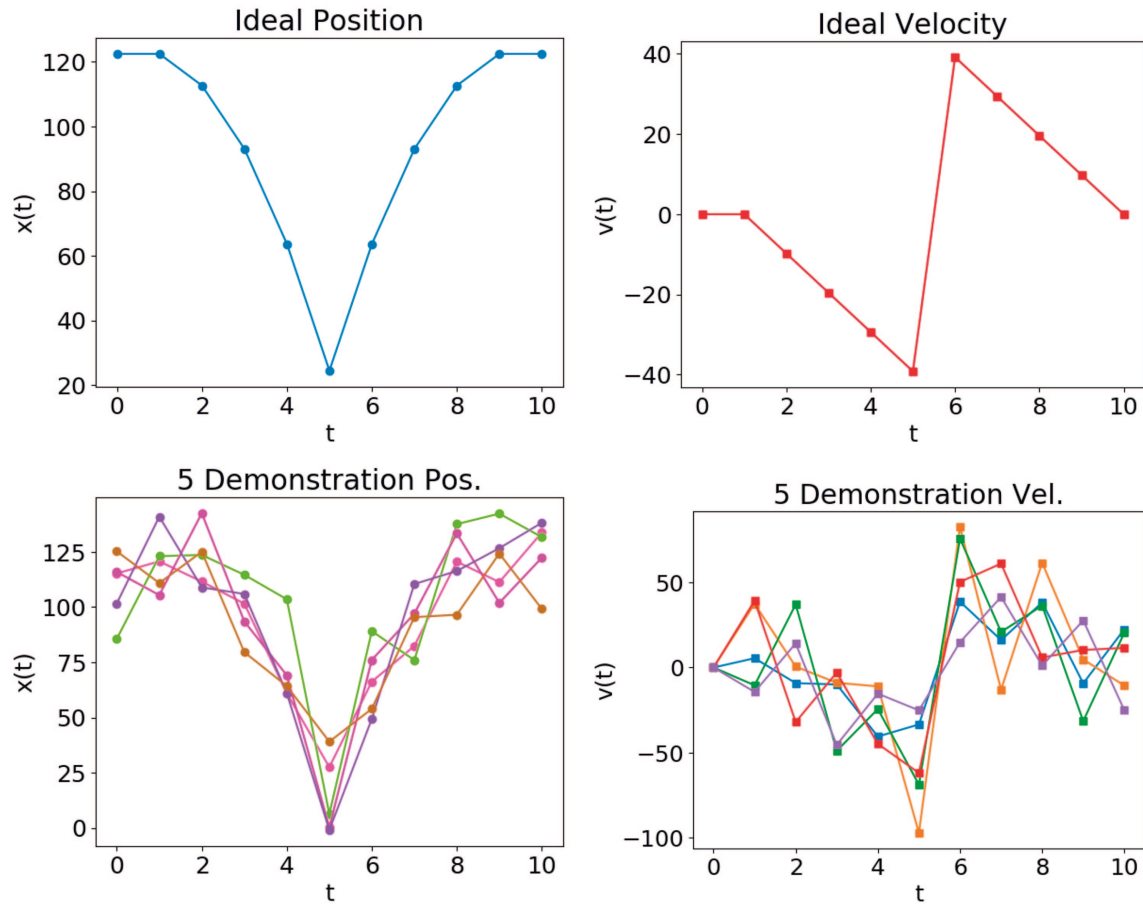 Ideal Position
120
100
80
60
40
20
x(t)
0 2 4 6 8 10
t
Ideal Velocity
40
20
0
−20
−40
v(t)
0 2 4 6 8 10
t
5 Demonstration Pos.
125
100
75
50
25
0
x(t)
0 2 4 6 8 10
t
5 Demonstration Vel.
50
0
−50
−100
v(t)
0 2 4 6 8 10
t